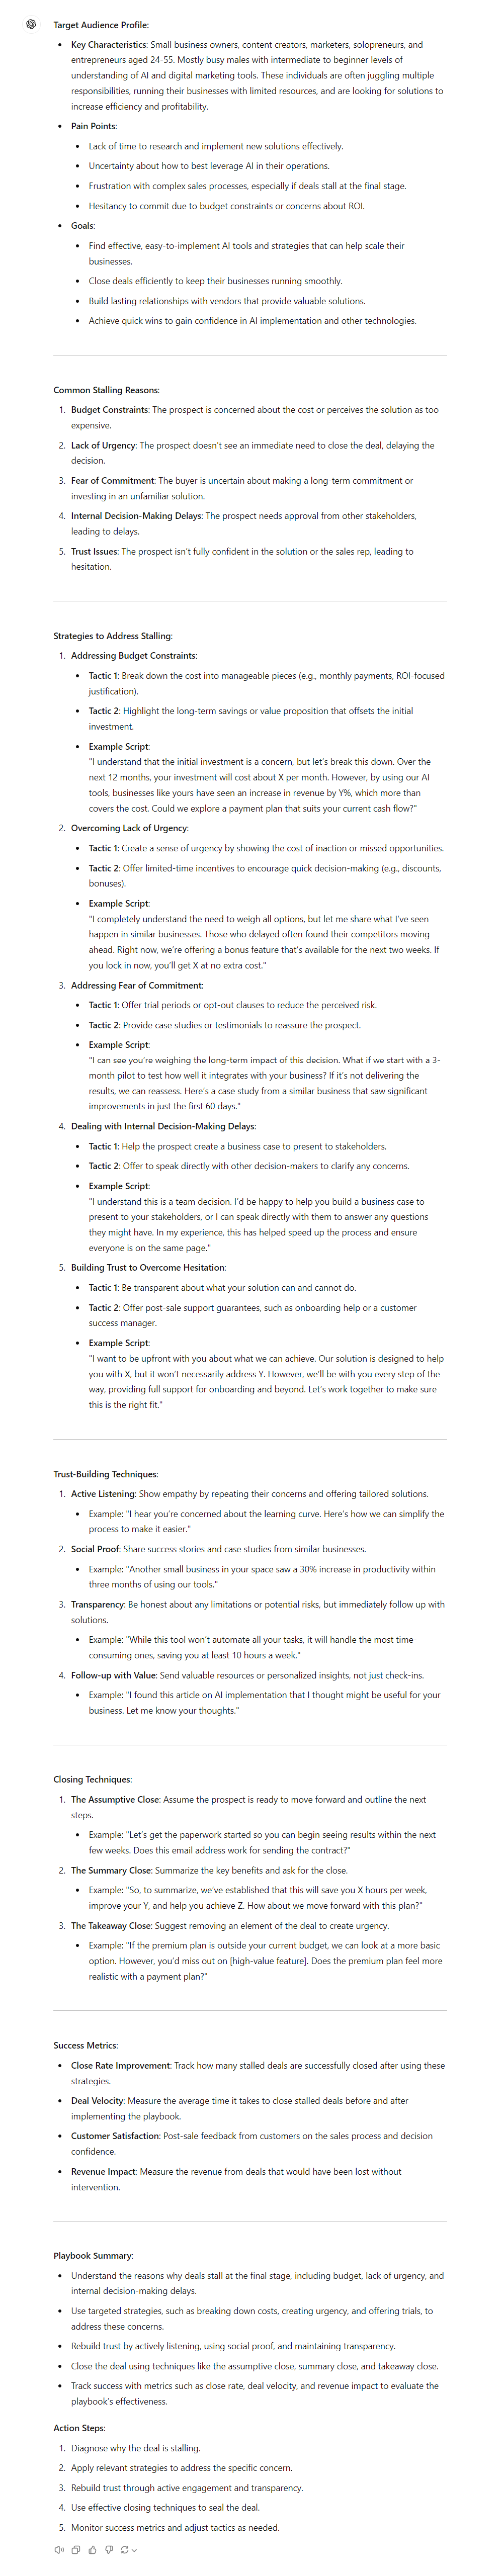 Target Audience Profile:
Key Characteristics: Small business owners, content creators, marketers, solopreneurs, and
entrepreneurs aged 24-55. Mostly busy males with intermediate to beginner levels of
understanding of AI and digital marketing tools. These individuals are often juggling multiple
responsibilities, running their businesses with limited resources, and are looking for solutions to
increase efficiency and profitability.
Pain Points:
Lack of time to research and implement new solutions effectively.
Uncertainty about how to best leverage AI in their operations.
Frustration with complex sales processes, especially if deals stall at the final stage.
Hesitancy to commit due to budget constraints or concerns about ROI.
Goals:
Find effective, easy-to-implement AI tools and strategies that can help scale their
businesses.
Close deals efficiently to keep their businesses running smoothly.
Build lasting relationships with vendors that provide valuable solutions.
Achieve quick wins to gain confidence in AI implementation and other technologies.
Common Stalling Reasons:
1. Budget Constraints: The prospect is concerned about the cost or perceives the solution as too
expensive.
2. Lack of Urgency: The prospect doesn't see an immediate need to close the deal, delaying the
decision.
3. Fear of Commitment: The buyer is uncertain about making a long-term commitment or
investing in an unfamiliar solution.
4. Internal Decision-Making Delays: The prospect needs approval from other stakeholders,
leading to delays.
5. Trust Issues: The prospect isn't fully confident in the solution or the sales rep, leading to
hesitation.
Strategies to Address Stalling:
1. Addressing Budget Constraints:
Tactic 1: Break down the cost into manageable pieces (e.g., monthly payments, ROI-focused
justification).
Tactic 2: Highlight the long-term savings or value proposition that offsets the initial
investment.
Example Script:
"I understand that the initial investment is a concern, but let's break this down. Over the
next 12 months, your investment will cost about X per month. However, by using our AI
tools, businesses like yours have seen an increase in revenue by Y%, which more than
covers the cost. Could we explore a payment plan that suits your current cash flow?"
2. Overcoming Lack of Urgency:
Tactic 1: Create a sense of urgency by showing the cost of inaction or missed opportunities.
Tactic 2: Offer limited-time incentives to encourage quick decision-making (e.g., discounts,
bonuses).
Example Script:
"I completely understand the need to weigh all options, but let me share what I've seen
happen in similar businesses. Those who delayed often found their competitors moving
ahead. Right now, we're offering a bonus feature that's available for the next two weeks. If
you lock in now, you'll get X at no extra cost."
3. Addressing Fear of Commitment:
Tactic 1: Offer trial periods or opt-out clauses to reduce the perceived risk.
Tactic 2: Provide case studies or testimonials to reassure the prospect.
Example Script:
"I can see you're weighing the long-term impact of this decision. What if we start with a 3-
month pilot to test how well it integrates with your business? If it's not delivering the
results, we can reassess. Here's a case study from a similar business that saw significant
improvements in just the first 60 days."
4. Dealing with Internal Decision-Making Delays:
Tactic 1: Help the prospect create a business case to present to stakeholders.
Tactic 2: Offer to speak directly with other decision-makers to clarify any concerns.
Example Script:
"I understand this is a team decision. I'd be happy to help you build a business case to
present to your stakeholders, or I can speak directly with them to answer any questions
they might have. In my experience, this has helped speed up the process and ensure
everyone is on the same page."
5. Building Trust to Overcome Hesitation:
Tactic 1: Be transparent about what your solution can and cannot do.
Tactic 2: Offer post-sale support guarantees, such as onboarding help or a customer
success manager.
Example Script:
"I want to be upfront with you about what we can achieve. Our solution is designed to help
you with X, but it won't necessarily address Y. However, we'll be with you every step of the
way, providing full support for onboarding and beyond. Let's work together to make sure
this is the right fit."
Trust-Building Techniques:
1. Active Listening: Show empathy by repeating their concerns and offering tailored solutions.
Example: "I hear you're concerned about the learning curve. Here's how we can simplify the
process to make it easier."
2. Social Proof: Share success stories and case studies from similar businesses.
Example: "Another small business in your space saw a 30% increase in productivity within
three months of using our tools."
3. Transparency: Be honest about any limitations or potential risks, but immediately follow up with
solutions.
Example: "While this tool won't automate all your tasks, it will handle the most time-
consuming ones, saving you at least 10 hours a week."
4. Follow-up with Value: Send valuable resources or personalized insights, not just check-ins.
Example: "I found this article on AI implementation that I thought might be useful for your
business. Let me know your thoughts."
Closing Techniques:
1. The Assumptive Close: Assume the prospect is ready to move forward and outline the next
steps.
Example: "Let's get the paperwork started so you can begin seeing results within the next
few weeks. Does this email address work for sending the contract?"
2. The Summary Close: Summarize the key benefits and ask for the close.
Example: "So, to summarize, we've established that this will save you X hours per week,
improve your Y, and help you achieve Z. How about we move forward with this plan?"
3. The Takeaway Close: Suggest removing an element of the deal to create urgency.
Example: "If the premium plan is outside your current budget, we can look at a more basic
option. However, you'd miss out on [high-value feature]. Does the premium plan feel more
realistic with a payment plan?"
Success Metrics:
Close Rate Improvement: Track how many stalled deals are successfully closed after using these
strategies.
Deal Velocity: Measure the average time it takes to close stalled deals before and after
implementing the playbook.
Customer Satisfaction: Post-sale feedback from customers on the sales process and decision
confidence.
Revenue Impact: Measure the revenue from deals that would have been lost without
intervention.
Playbook Summary:
Understand the reasons why deals stall at the final stage, including budget, lack of urgency, and
internal decision-making delays.
Use targeted strategies, such as breaking down costs, creating urgency, and offering trials, to
address these concerns.
Rebuild trust by actively listening, using social proof, and maintaining transparency.
Close the deal using techniques like the assumptive close, summary close, and takeaway close.
Track success with metrics such as close rate, deal velocity, and revenue impact to evaluate the
playbook's effectiveness.
Action Steps:
1. Diagnose why the deal is stalling.
2. Apply relevant strategies to address the specific concern.
3. Rebuild trust through active engagement and transparency.
4. Use effective closing techniques to seal the deal.
5. Monitor success metrics and adjust tactics as needed.